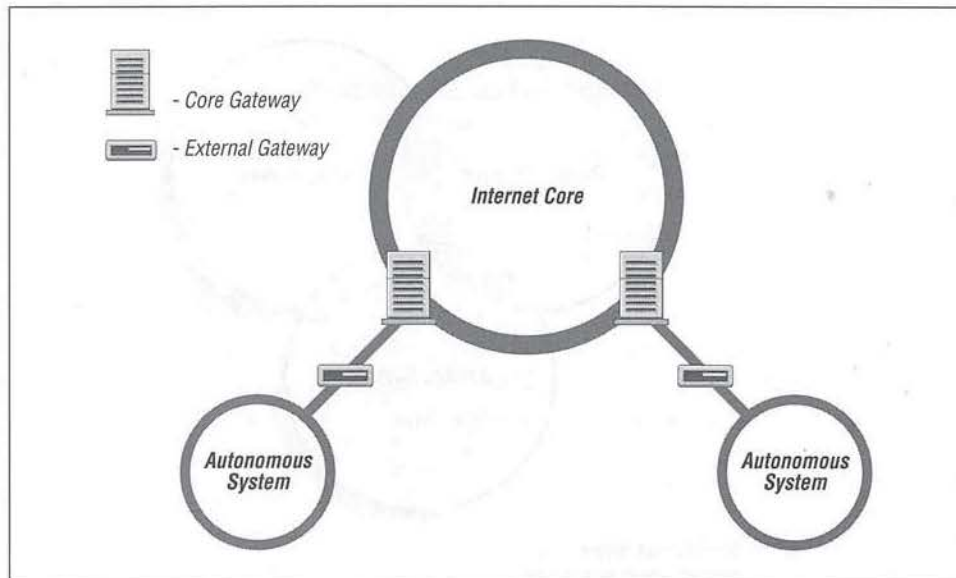 - Core Gateway
- External Gateway
Internet Core
Autonomous
System
Autonomous
System